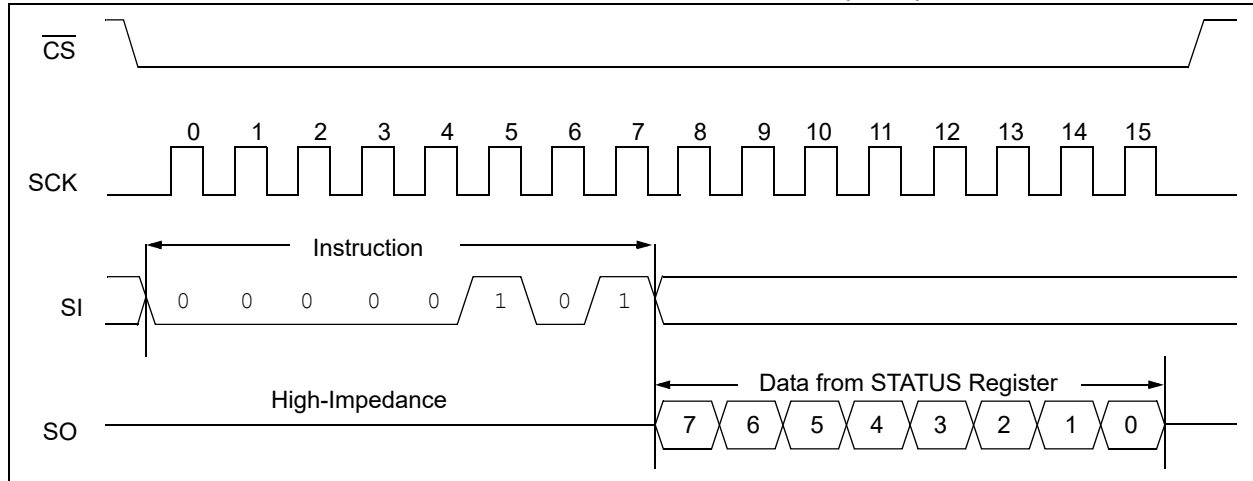 CS
0 1 2 3 4 5 6 7 8 9 10 11 12 13 14 15
SCK
Instruction
SI 0 0 0 0 0 1 0 1
Data from STATUS Register
High-Impedance
SO 7 6 5 4 3 2 1 0